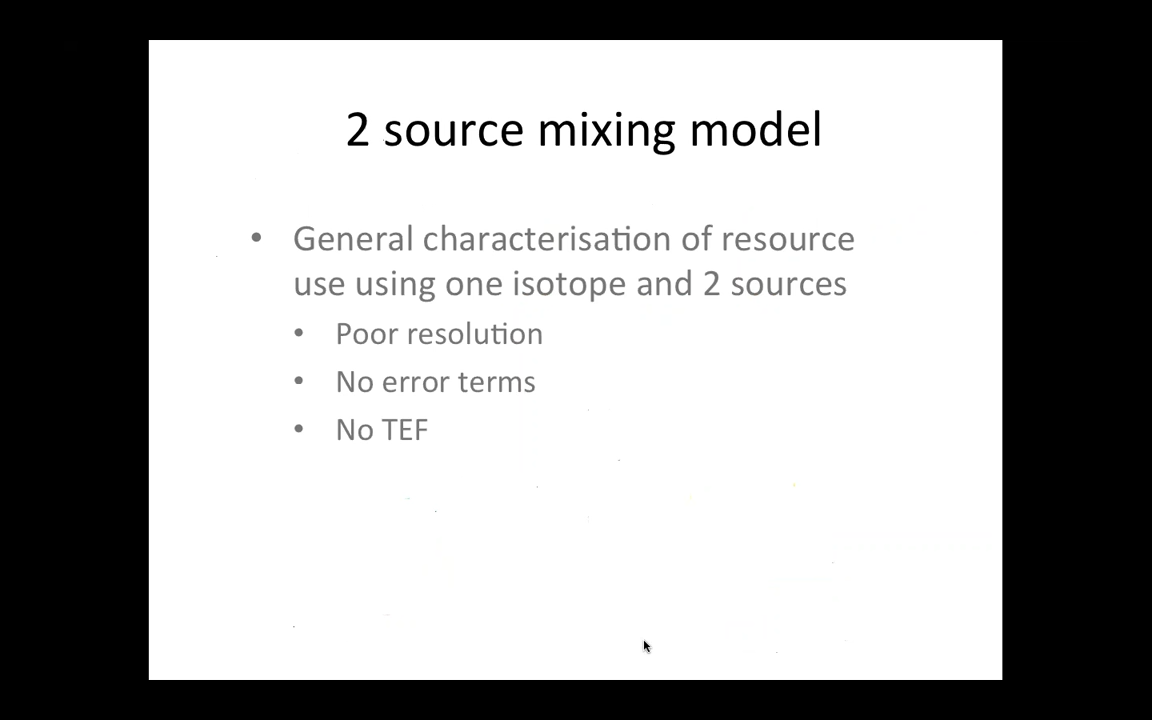 2 source mixing model
• General characterisation of resource
use using one isotope and 2 sources
• Poor resolution
• No error terms
• No TEF